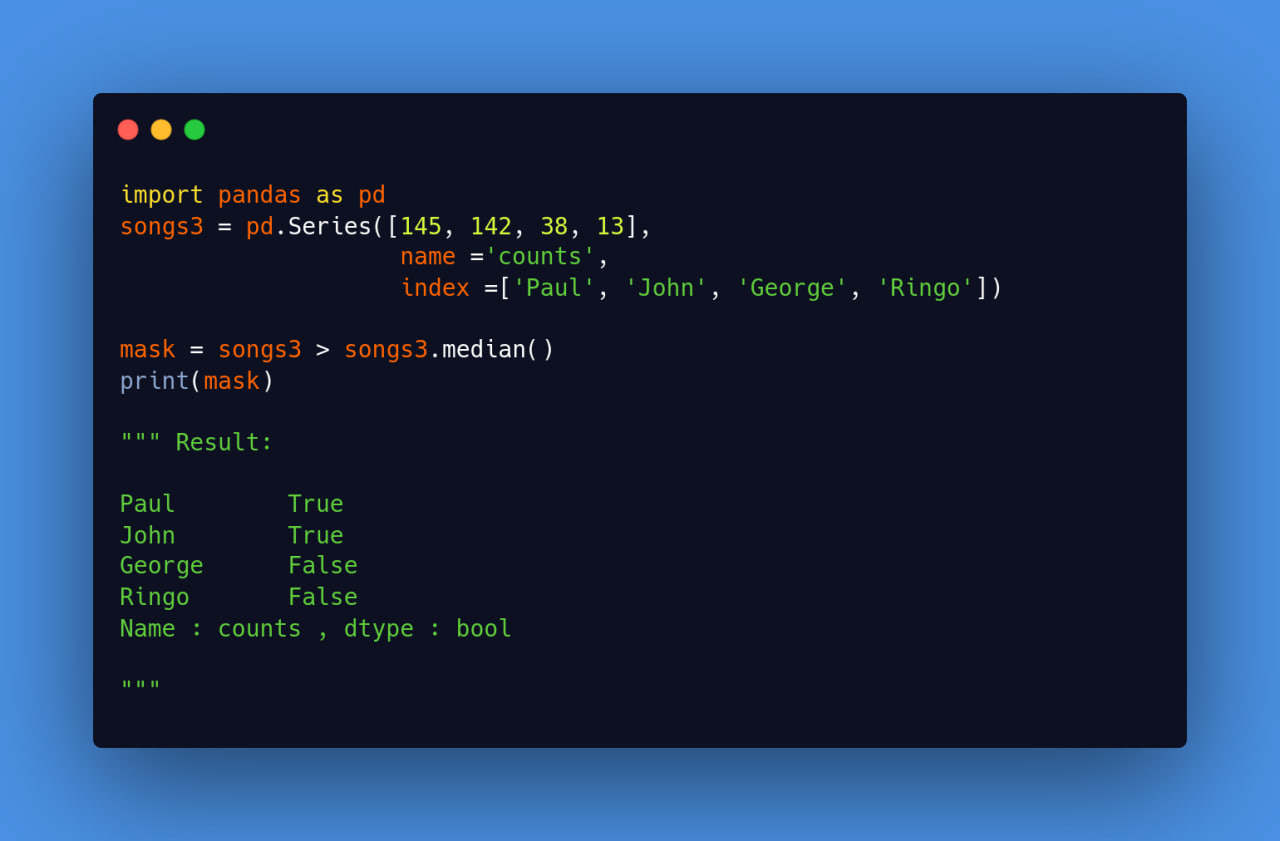 import pandas as pd
songs3 = pd.Series([145, 142, 38, 13],
                    name ='counts',
                    index =['Paul', 'John', 'George', 'Ringo'])
mask = songs3 > songs3.median()
print(mask)
""" Result:
Paul        True
John        True
George      False
Ringo       False
Name : counts , dtype : bool
"""